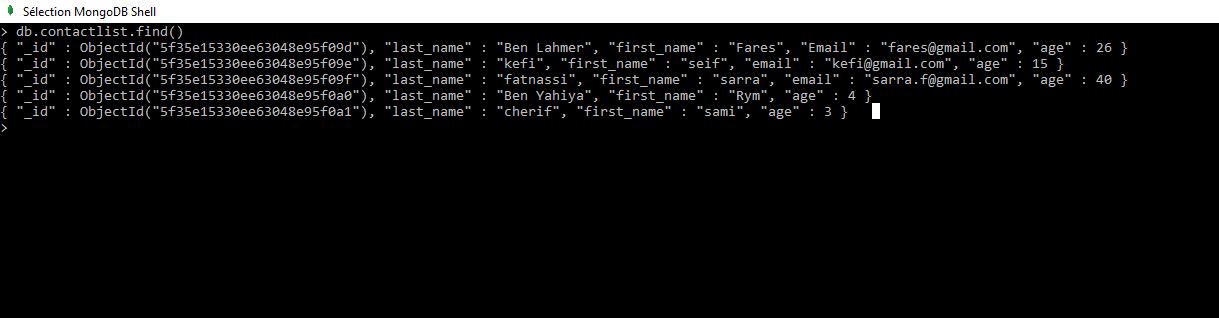 Sélection MongoDB Shell
> db.contactlist.find()
{ "_id" : ObjectId("5f35e15330ee63048e95f09d"), "last_name" : "Ben Lahmer", "first_name" : "Fares", "Email" : "fares@gmail.com", "age" : 26 }
{ "_id" : ObjectId("5f35e15330ee63048e95f09e"), "last_name" : "kefi", "first_name" : "seif", "email" : "kefi@gmail.com", "age" : 15 }
{ "_id" : ObjectId("5f35e15330ee63048e95f09f"), "last_name" : "fatnassi", "first_name" : "sarra", "email" : "sarra.f@gmail.com", "age" : 40 }
{ "_id" : ObjectId("5f35e15330ee63048e95f0a0"), "last_name" : "Ben Yahiya", "first_name" : "Rym", "age" : 4 }
{ "_id" : ObjectId("5f35e15330ee63048e95f0a1"), "last_name" : "cherif", "first_name" : "sami", "age" : 3 }
>